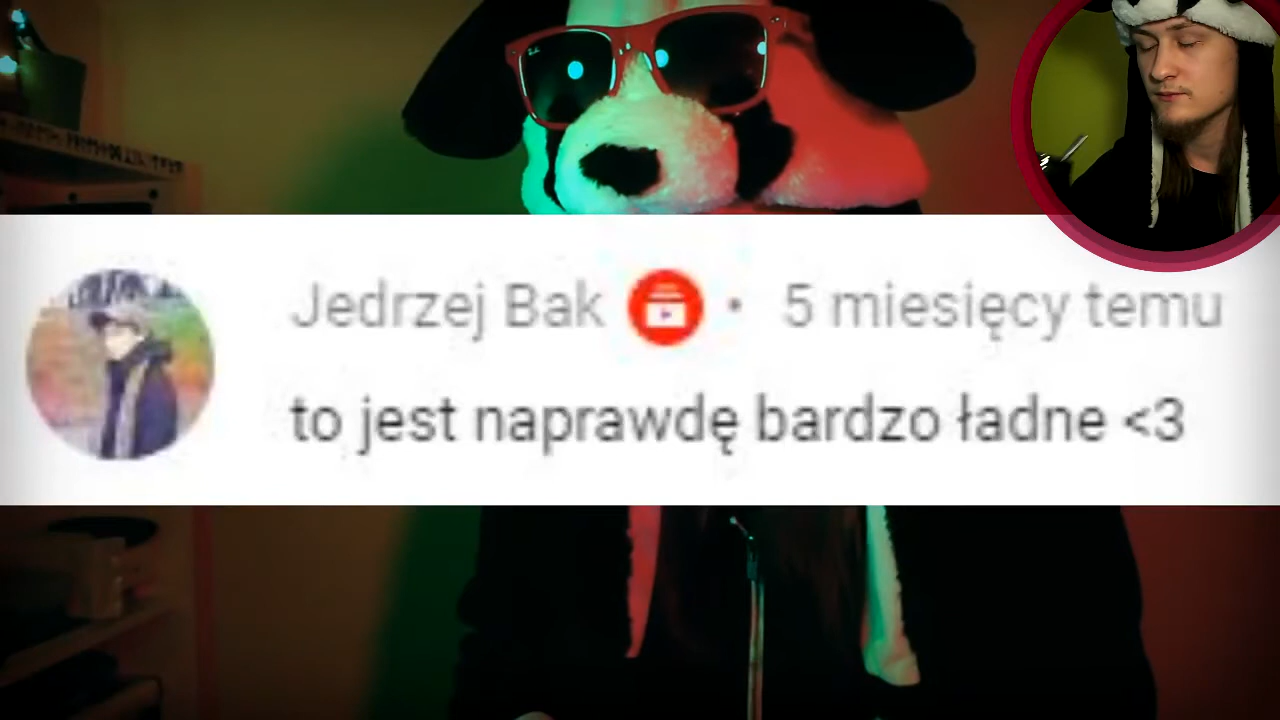 Jedrzej Bak • 5 miesięcy temu
to jest naprawdę bardzo ładne <3